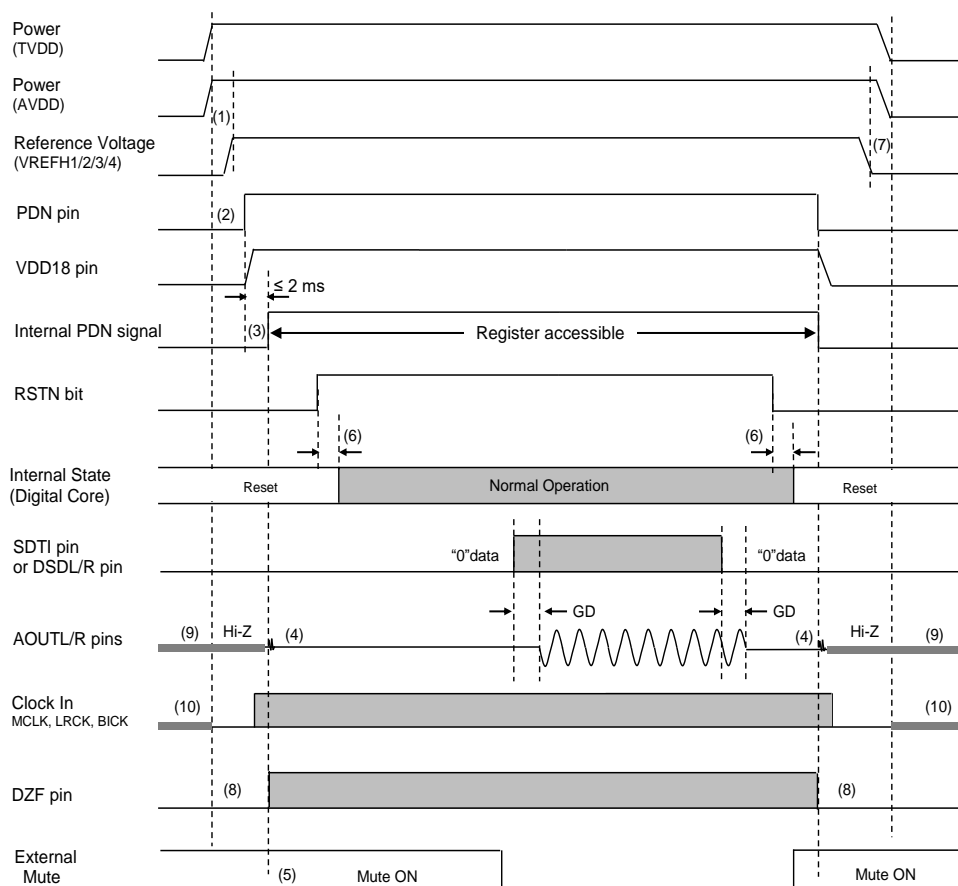 Power
(TVDD)
Power
(AVDD)
(1)
Reference Voltage
(VREFH1/2/3/4)
(7)
PDN pin
(2)
VDD18 pin
≤ 2 ms
Internal PDN signal
(3)
Register accessible
RSTN bit
(6)
(6)
Internal State
(Digital Core)
Reset
Normal Operation
Reset
SDTI pin
or DSDL/R pin
“0”data
“0”data
GD
GD
AOUTL/R pins
(9)
Hi-Z
(4)
(4)
Hi-Z
(9)
Clock In
MCLK, LRCK, BICK
(10)
(10)
DZF pin
(8)
(8)
External
Mute
(5)
Mute ON
Mute ON